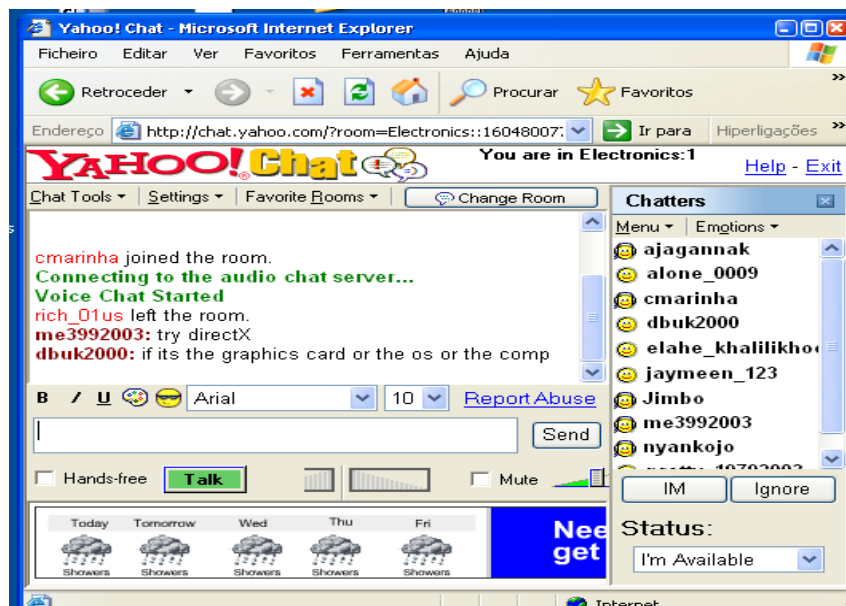 Yahoo! Chat - Microsoft Internet Explorer
Ficheiro Editar Ver Favoritos Ferramentas Ajuda
Retroceder Procurar Favoritos
Endereço http://chat.yahoo.com/?room=Electronics::16048007: Ir para Hiperligações
YAHOO! Chat You are in Electronics:1 Help - Exit
Chat Tools Settings Favorite Rooms Change Room
cmarinha joined the room.
Connecting to the audio chat server...
Voice Chat Started
rich_01us left the room.
me3992003: try directX
dbuk2000: if its the graphics card or the os or the comp
B I U Arial 10 Report Abuse
Send
Hands-free Talk Mute
Today Tomorrow Wed Thu Fri
Showers Showers Showers Showers Showers
Nee
get
Chatters
Menu Emotions
ajagannak
alone_0009
cmarinha
dbuk2000
elahe_khalilikho
jaymeen_123
Jimbo
me3992003
nyankojo
IM Ignore
Status:
I'm Available
Internet